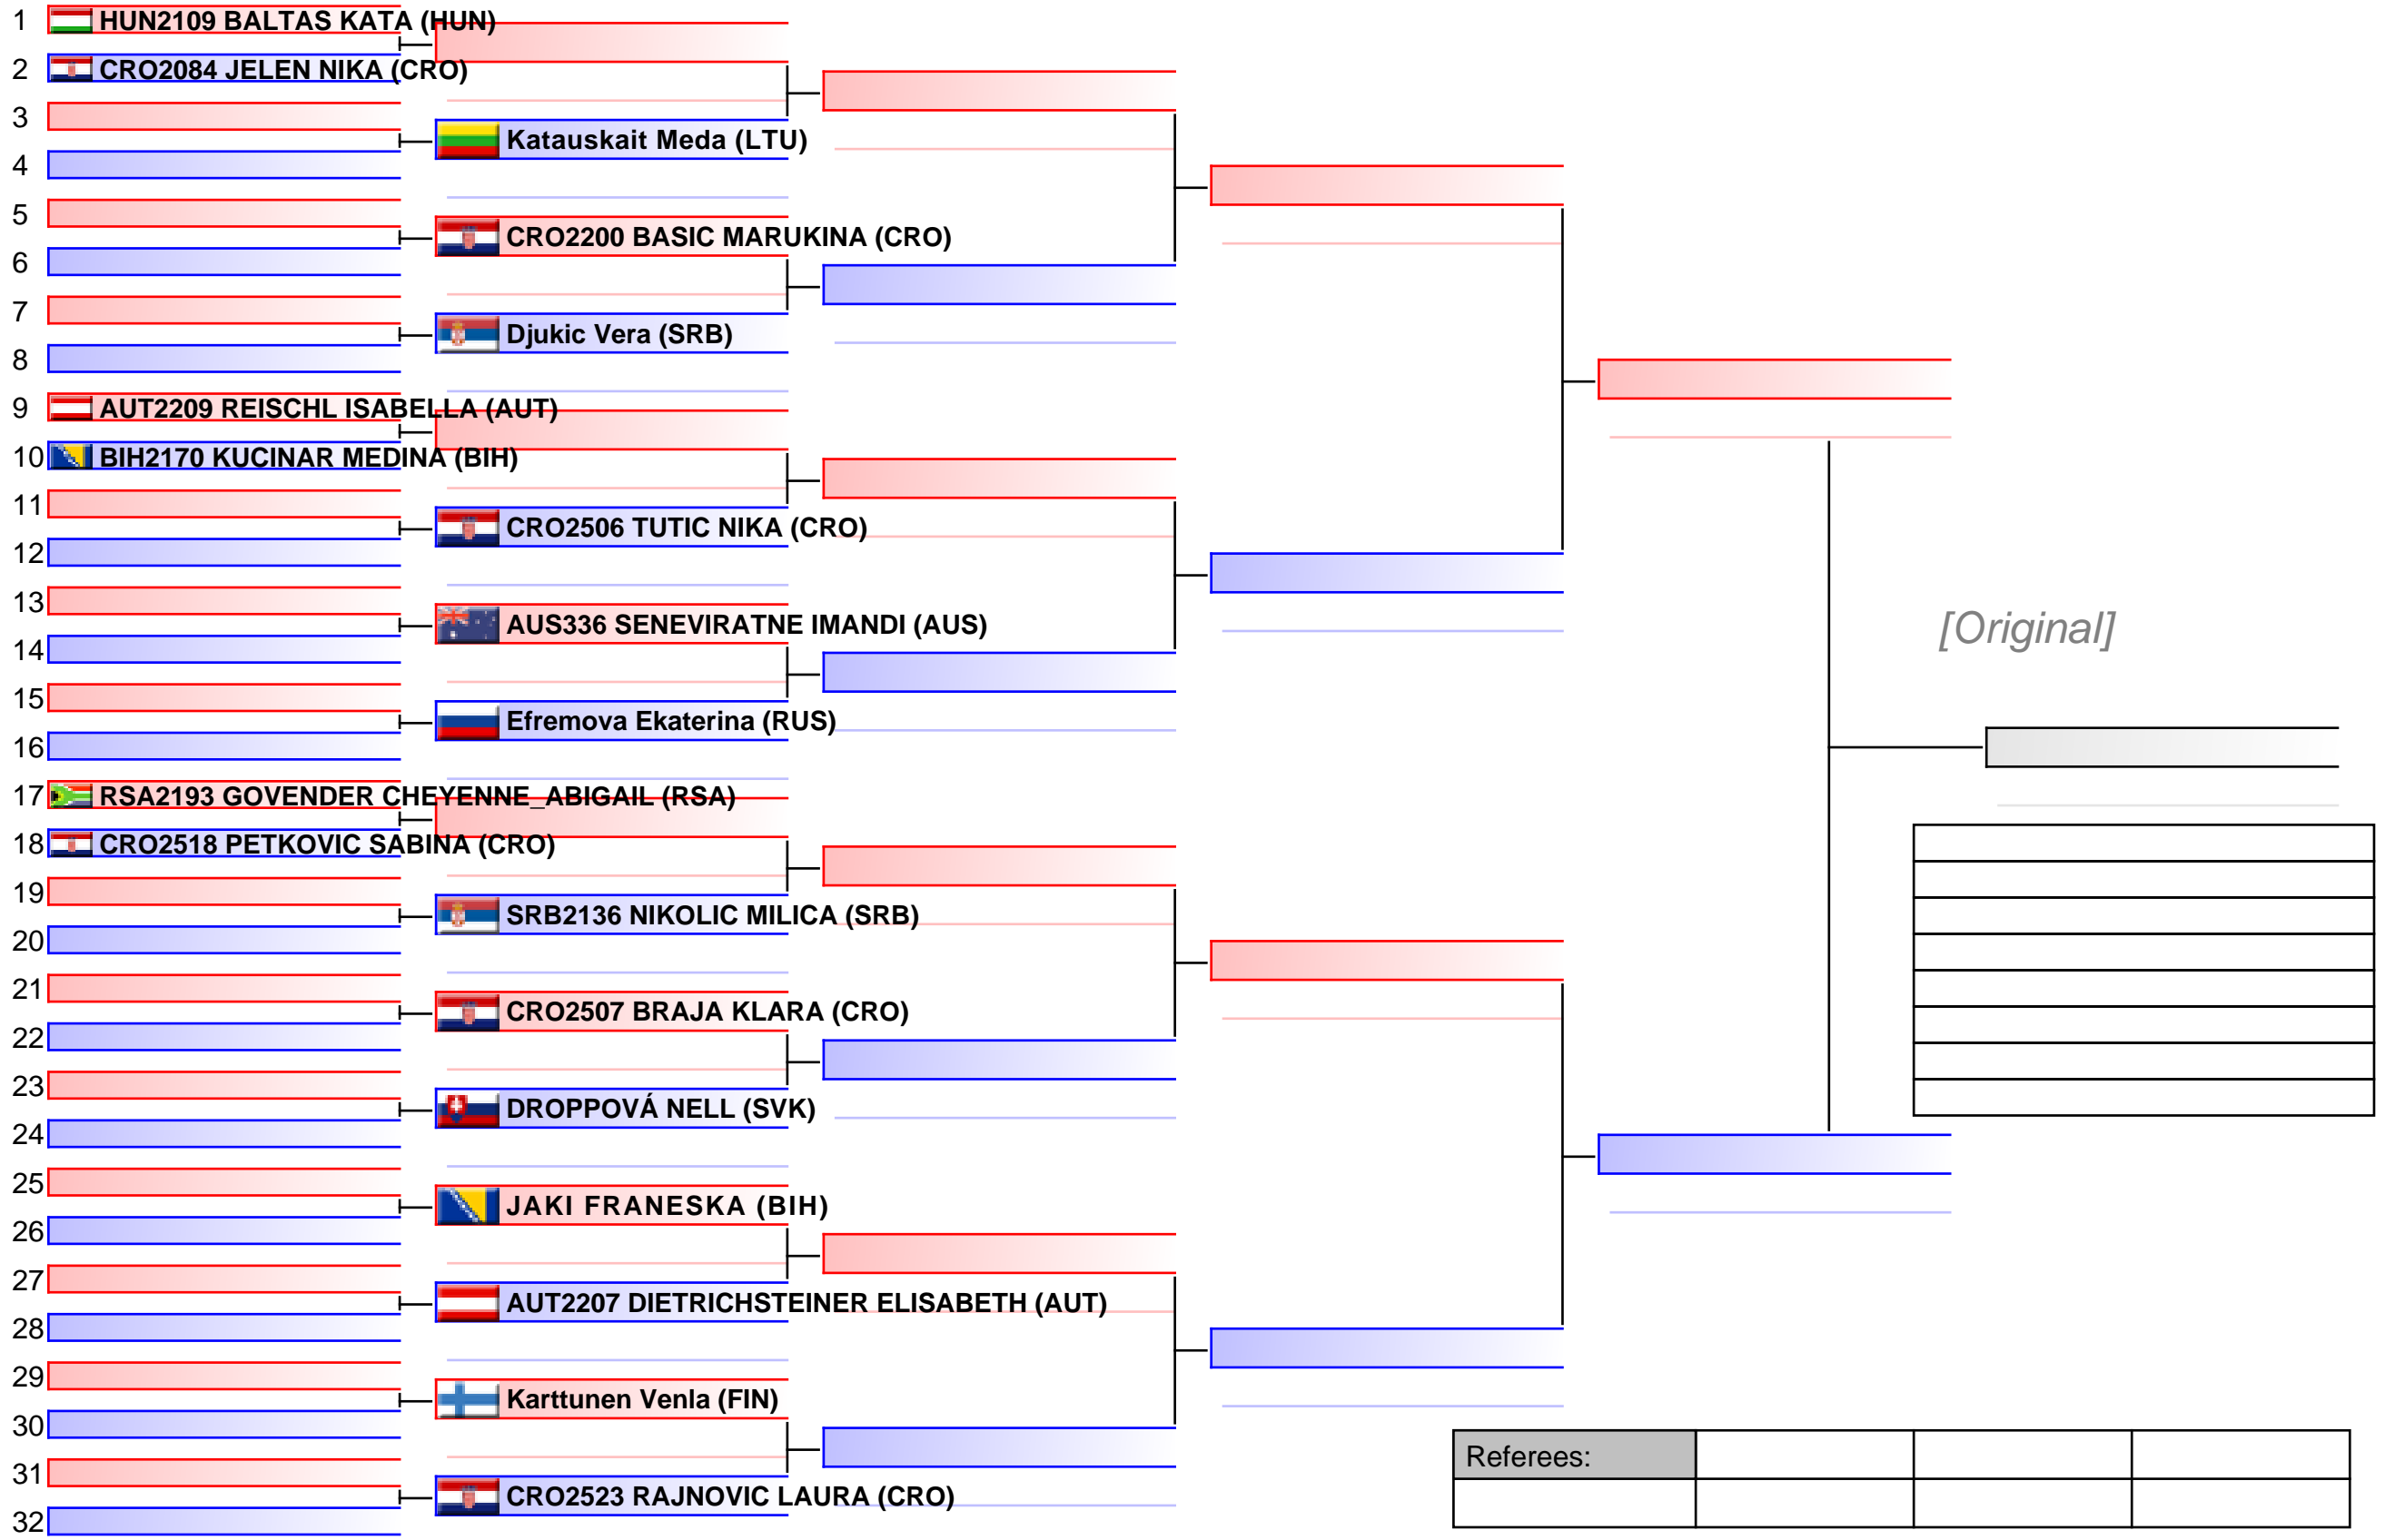 1 HUN2109 BALTAS KATA (HUN)
2 CRO2084 JELEN NIKA (CRO)
3
Katauskait Meda (LTU)
4
5
CRO2200 BASIC MARUKINA (CRO)
6
7
Djukic Vera (SRB)
8
9 AUT2209 REISCHL ISABELLA (AUT)
10 BIH2170 KUCINAR MEDINA (BIH)
11
CRO2506 TUTIC NIKA (CRO)
12
13
AUS336 SENEVIRATNE IMANDI (AUS)
[Original]
14
15
Efremova Ekaterina (RUS)
16
17 RSA2193 GOVENDER CHEYENNE_ABIGAIL (RSA)
18 CRO2518 PETKOVIC SABINA (CRO)
19
SRB2136 NIKOLIC MILICA (SRB)
20
21
CRO2507 BRAJA KLARA (CRO)
22
23
DROPPOVÁ NELL (SVK)
24
25
JAKI FRANESKA (BIH)
26
27
AUT2207 DIETRICHSTEINER ELISABETH (AUT)
28
29
Karttunen Venla (FIN)
30
Referees:
31
CRO2523 RAJNOVIC LAURA (CRO)
32